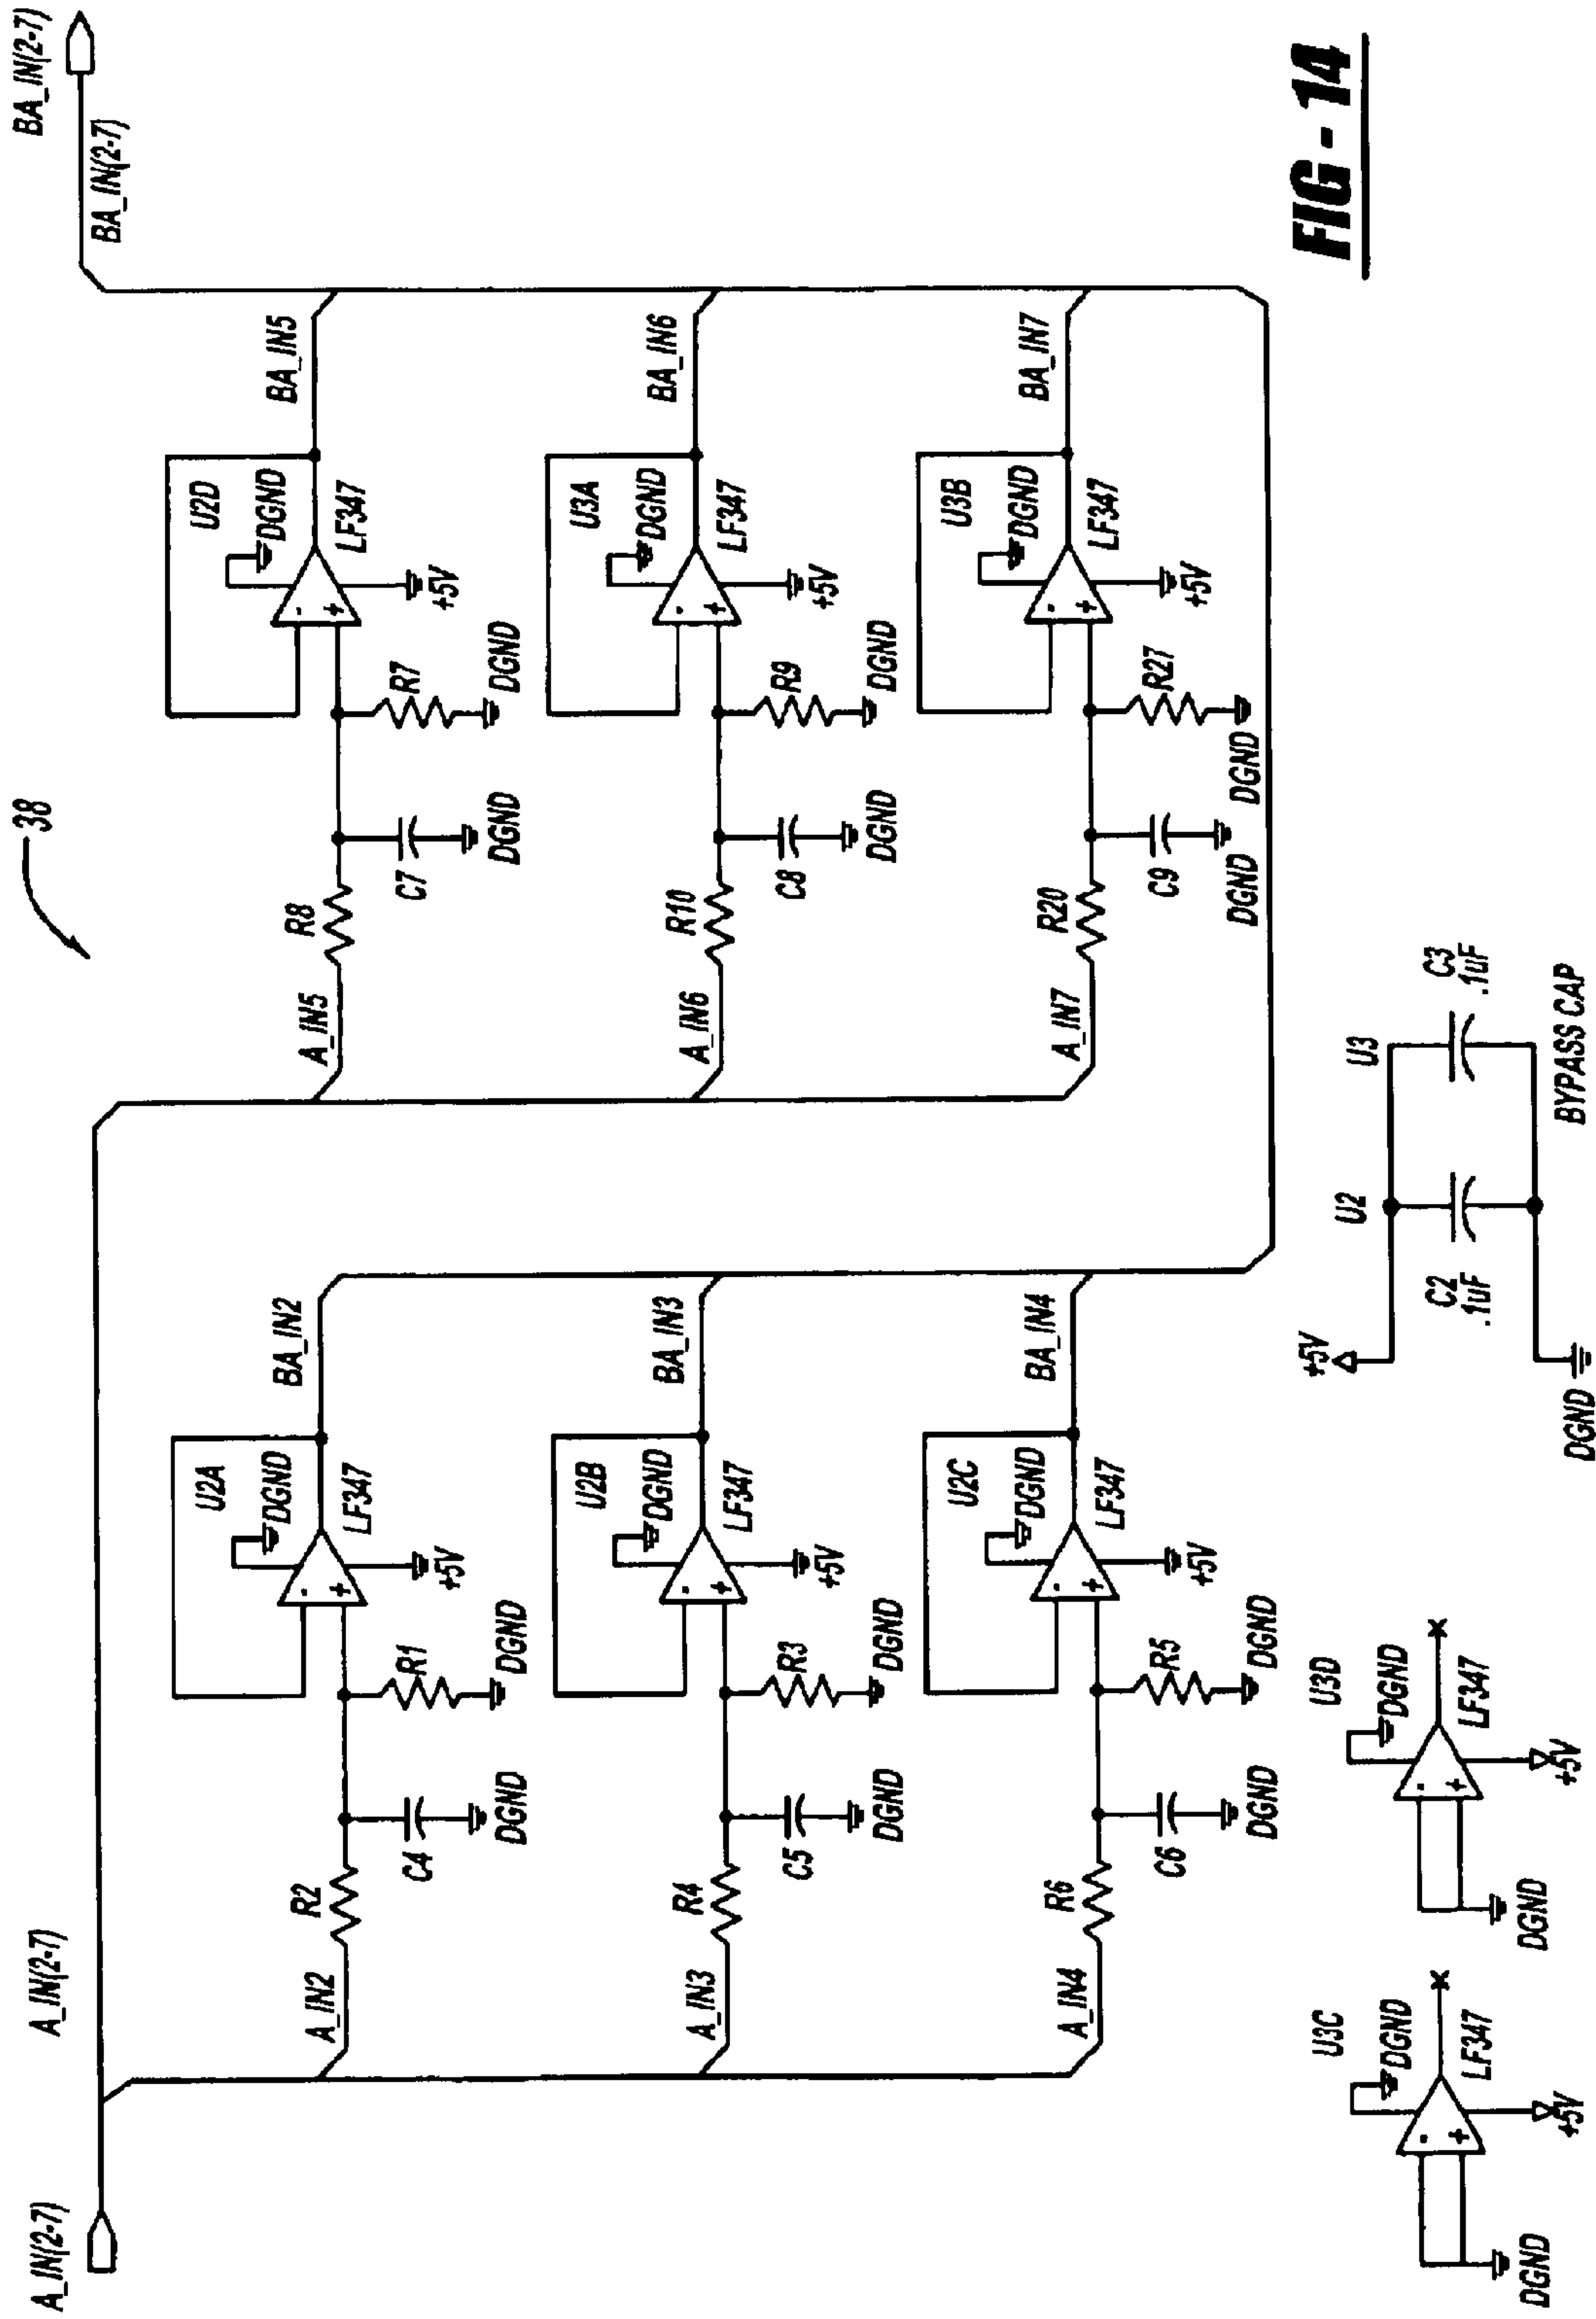 38
A_IN(2-7)
A_IN(2-7)
BA_IN(2-7)
BA_IN(2-7)
A_IN2
R2
C4
DGND
R1
DGND
-
+
U2A
DGND
LF347
+5V
BA_IN2
A_IN5
R8
C7
DGND
R7
DGND
-
+
U2D
DGND
LF347
+5V
BA_IN5
A_IN3
R4
C5
DGND
R3
DGND
-
+
U2B
DGND
LF347
+5V
BA_IN3
A_IN6
R10
C8
DGND
R9
DGND
-
+
U3A
DGND
LF347
+5V
BA_IN6
A_IN4
R6
C6
DGND
R5
DGND
-
+
U2C
DGND
LF347
+5V
BA_IN4
A_IN7
R20
C9
DGND
R27
DGND
-
+
U3B
DGND
LF347
+5V
BA_IN7
DGND
-
+
U3C
DGND
LF347
+5V
DGND
-
+
U3D
DGND
LF347
+5V
+5V
U2
U3
C2
.1uF
C3
.1uF
DGND
BYPASS CAP
FIG - 14